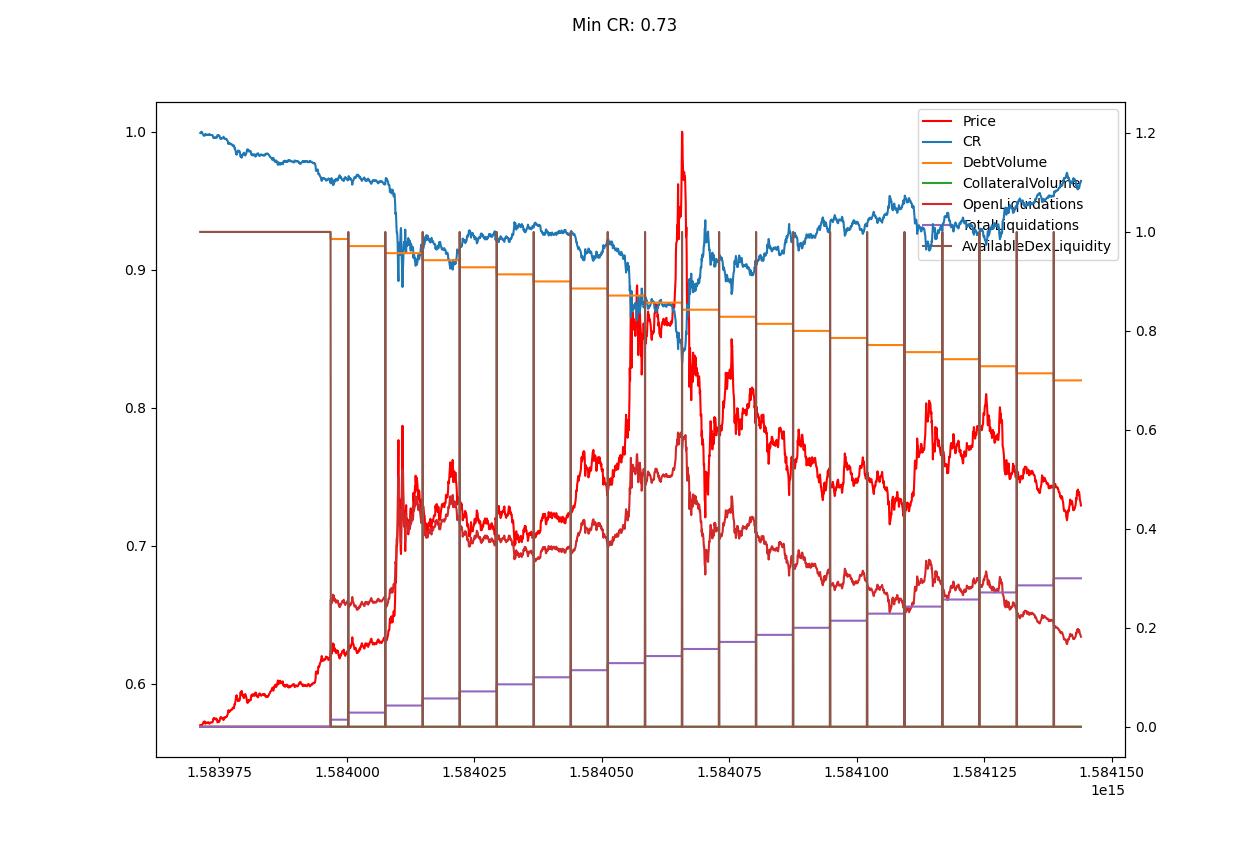 Min CR: 0.73
Price
CR
DebtVolume
CollateralVolume
OpenLiquidations
TotalLiquidations
AvailableDexLiquidity
1.0
0.9
0.8
0.7
0.6
1.2
1.0
0.8
0.6
0.4
0.2
0.0
1.583975 1.584000 1.584025 1.584050 1.584075 1.584100 1.584125 1.584150
1e15